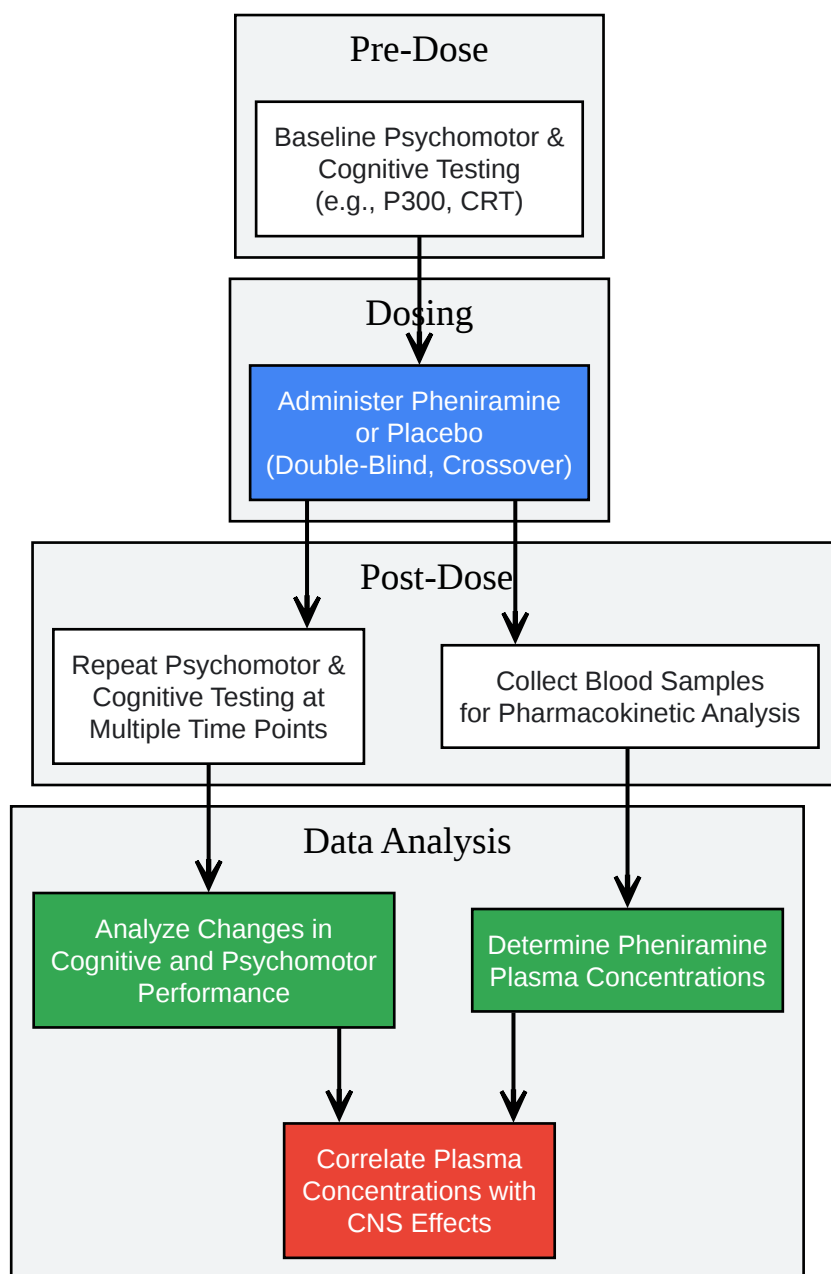 Pre-Dose
Baseline Psychomotor &
Cognitive Testing
(e.g., P300, CRT)
Dosing
Administer Pheniramine
or Placebo
(Double-Blind, Crossover)
Post-Dose
Repeat Psychomotor &
Cognitive Testing at
Multiple Time Points
Collect Blood Samples
for Pharmacokinetic Analysis
Data Analysis
Analyze Changes in
Cognitive and Psychomotor
Performance
Determine Pheniramine
Plasma Concentrations
Correlate Plasma
Concentrations with
CNS Effects